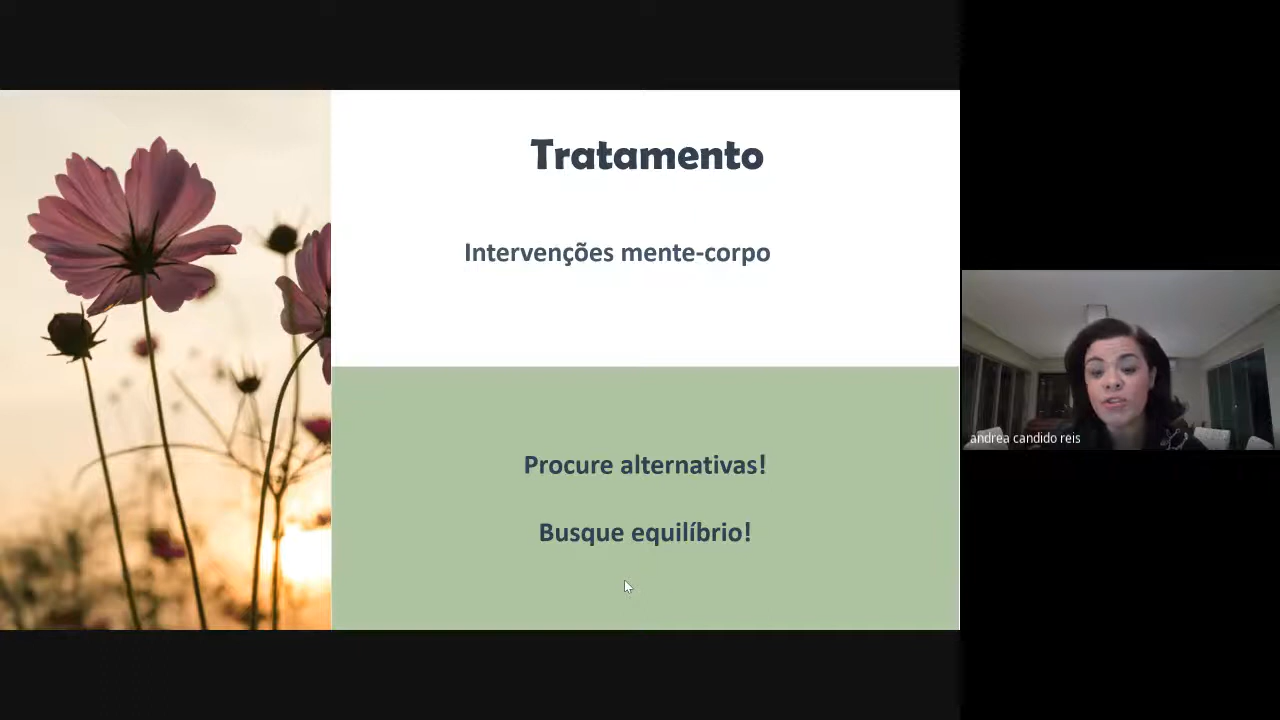 Tratamento
Intervenções mente-corpo
Procure alternativas!
Busque equilíbrio!
andrea candido reis